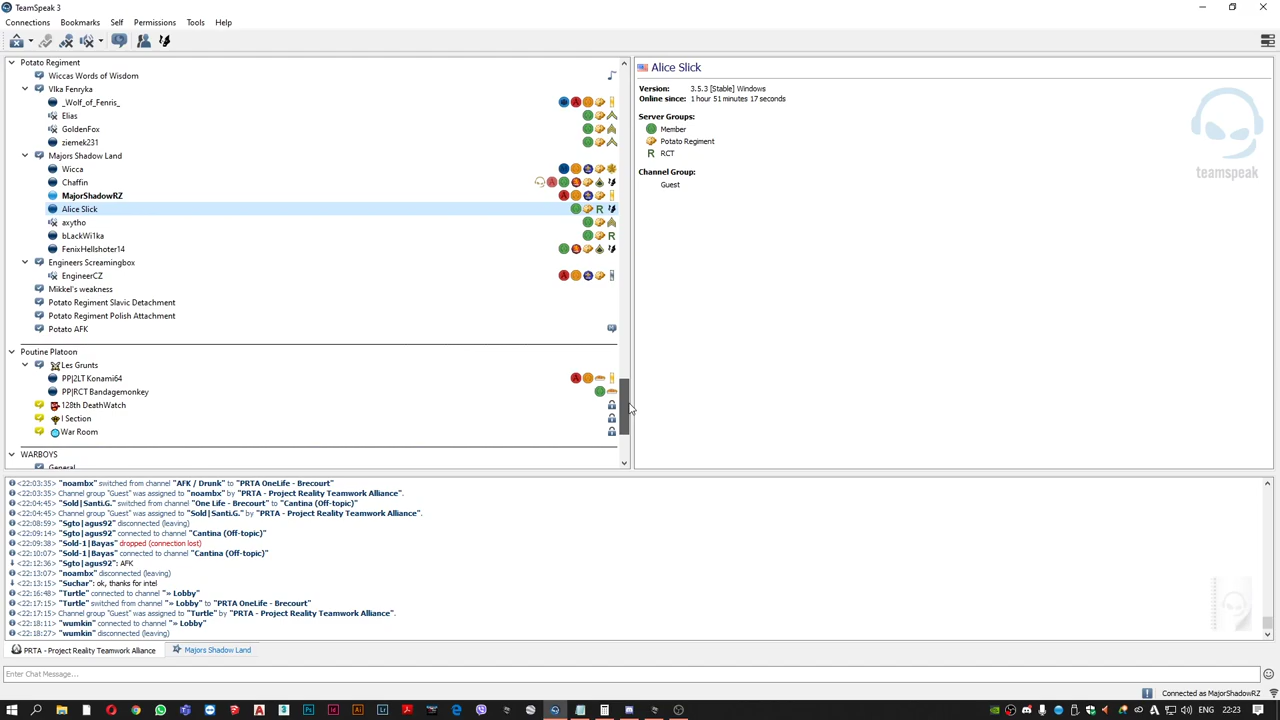 TeamSpeak 3
Connections Bookmarks Self Permissions Tools Help
Potato Regiment
Wiccas Words of Wisdom
Vlka Fenryka
_Wolf_of_Fenris_
Elias
GoldenFox
ziemek231
Majors Shadow Land
Wicca
Chaffin
MajorShadowRZ
Alice Slick
axytho
bLackWi1ka
FenixHellshoter14
Engineers Screamingbox
EngineerCZ
Mikkel's weakness
Potato Regiment Slavic Detachment
Potato Regiment Polish Attachment
Potato AFK
Poutine Platoon
Les Grunts
PP|2LT Konami64
PP|RCT Bandagemonkey
128th DeathWatch
I Section
War Room
WARBOYS
General
Alice Slick
Version: 3.5.3 [Stable] Windows
Online since: 1 hour 51 minutes 17 seconds
Server Groups:
Member
Potato Regiment
R RCT
Channel Group:
Guest
teamspeak
<22:03:35> "noambx" switched from channel "AFK / Drunk" to "PRTA OneLife - Brecourt"
<22:03:35> Channel group "Guest" was assigned to "noambx" by "PRTA - Project Reality Teamwork Alliance".
<22:04:45> "Sold|Santi.G." switched from channel "One Life - Brecourt" to "Cantina (Off-topic)"
<22:04:45> Channel group "Guest" was assigned to "Sold|Santi.G." by "PRTA - Project Reality Teamwork Alliance".
<22:08:59> "Sgto|agus92" disconnected (leaving)
<22:09:14> "Sgto|agus92" connected to channel "Cantina (Off-topic)"
<22:09:38> "Sold-1|Bayas" dropped (connection lost)
<22:10:07> "Sold-1|Bayas" connected to channel "Cantina (Off-topic)"
<22:12:36> "Sgto|agus92": AFK
<22:13:07> "noambx" disconnected (leaving)
<22:13:15> "Suchar": ok, thanks for intel
<22:16:48> "Turtle" connected to channel "» Lobby"
<22:17:15> "Turtle" switched from channel "» Lobby" to "PRTA OneLife - Brecourt"
<22:17:15> Channel group "Guest" was assigned to "Turtle" by "PRTA - Project Reality Teamwork Alliance".
<22:18:11> "wumkin" connected to channel "» Lobby"
<22:18:27> "wumkin" disconnected (leaving)
PRTA - Project Reality Teamwork Alliance Majors Shadow Land
Enter Chat Message...
Connected as MajorShadowRZ
ENG 22:23